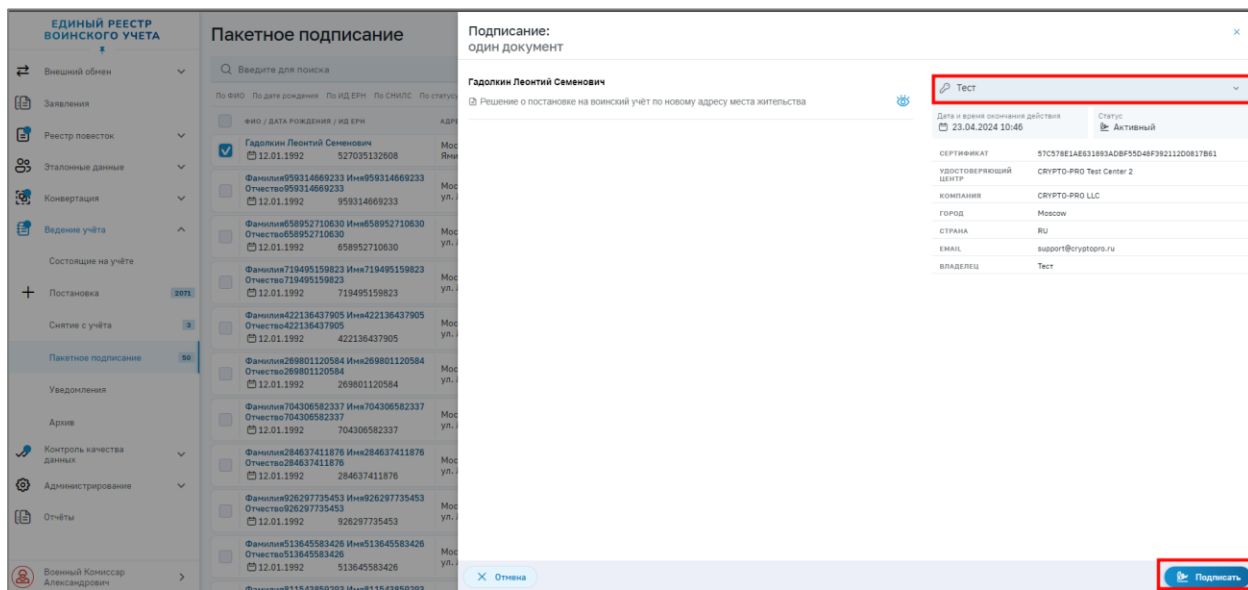 ЕДИНЫЙ РЕЕСТР
ВОИНСКОГО УЧЕТА
Внешний обмен
Заявления
Реестр повесток
Эталонные данные
Конвертация
Ведение учёта
Состоящие на учёте
Постановка 2071
Снятие с учёта 3
Пакетное подписание 50
Уведомления
Архив
Контроль качества
данных
Администрирование
Отчёты
Военный Комиссар
Александрович
Пакетное подписание
Введите для поиска
По ФИО По дате рождения По ИД ЕРН По СНИЛС По статусу
ФИО / ДАТА РОЖДЕНИЯ / ИД ЕРН
Гадолкин Леонтий Семенович
12.01.1992 527035132608
Фамилия959314669233 Имя959314669233
Отчество959314669233
12.01.1992 959314669233
Фамилия658952710630 Имя658952710630
Отчество658952710630
12.01.1992 658952710630
Фамилия719495159823 Имя719495159823
Отчество719495159823
12.01.1992 719495159823
Фамилия422136437905 Имя422136437905
Отчество422136437905
12.01.1992 422136437905
Фамилия269801120584 Имя269801120584
Отчество269801120584
12.01.1992 269801120584
Фамилия704306582337 Имя704306582337
Отчество704306582337
12.01.1992 704306582337
Фамилия284637411876 Имя284637411876
Отчество284637411876
12.01.1992 284637411876
Фамилия926297735453 Имя926297735453
Отчество926297735453
12.01.1992 926297735453
Фамилия513645583426 Имя513645583426
Отчество513645583426
12.01.1992 513645583426
Подписание:
один документ
Гадолкин Леонтий Семенович
Решение о постановке на воинский учёт по новому адресу места жительства
Тест
Дата и время окончания действия
23.04.2024 10:46
Статус
Активный
СЕРТИФИКАТ 57C578E1AE631893ADBF55D48F392112D0817B61
УДОСТОВЕРЯЮЩИЙ
ЦЕНТР CRYPTO-PRO Test Center 2
КОМПАНИЯ CRYPTO-PRO LLC
ГОРОД Moscow
СТРАНА RU
EMAIL support@cryptopro.ru
ВЛАДЕЛЕЦ Тест
Отмена
Подписать